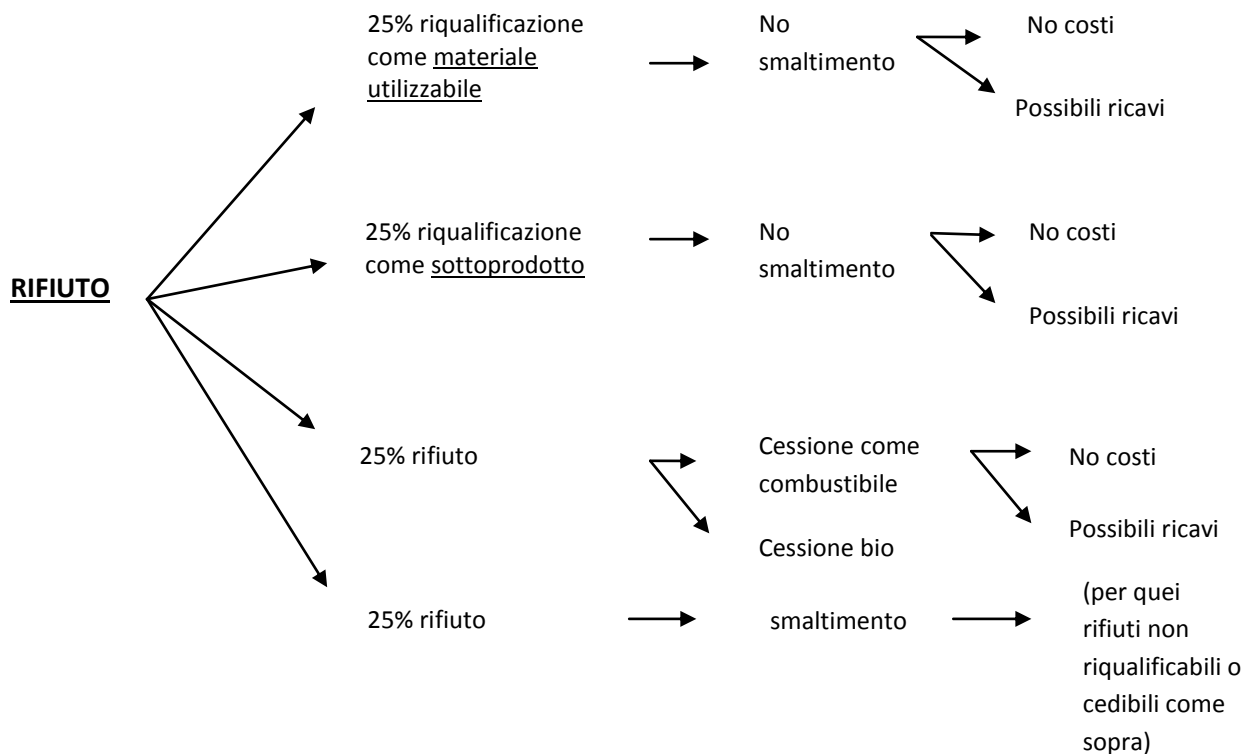 25% riqualificazione
come materiale
utilizzabile
No
smaltimento
No costi
Possibili ricavi
25% riqualificazione
come sottoprodotto
No
smaltimento
No costi
Possibili ricavi
RIFIUTO
25% rifiuto
Cessione come
combustibile
Cessione bio
No costi
Possibili ricavi
25% rifiuto
smaltimento
(per quei
rifiuti non
riqualificabili o
cedibili come
sopra)